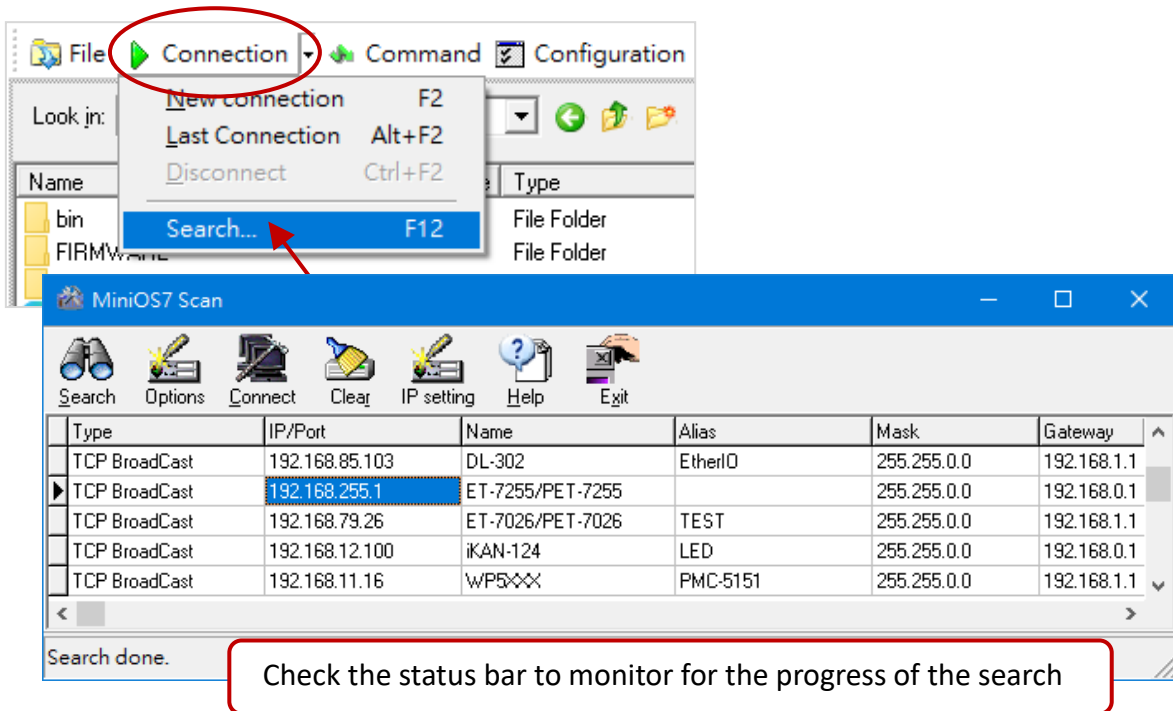 File Connection Command Configuration
New connection F2
Look in:
Last Connection Alt+F2
Disconnect Ctrl+F2
Name Type
bin File Folder
Search... F12
FIRMWARE File Folder
MiniOS7 Scan
Search Options Connect Clear IP setting Help Exit
Type IP/Port Name Alias Mask Gateway
TCP BroadCast 192.168.85.103 DL-302 EtherIO 255.255.0.0 192.168.1.1
TCP BroadCast 192.168.255.1 ET-7255/PET-7255 255.255.0.0 192.168.0.1
TCP BroadCast 192.168.79.26 ET-7026/PET-7026 TEST 255.255.0.0 192.168.1.1
TCP BroadCast 192.168.12.100 iKAN-124 LED 255.255.0.0 192.168.0.1
TCP BroadCast 192.168.11.16 WP5XXX PMC-5151 255.255.0.0 192.168.1.1
Search done.
Check the status bar to monitor for the progress of the search